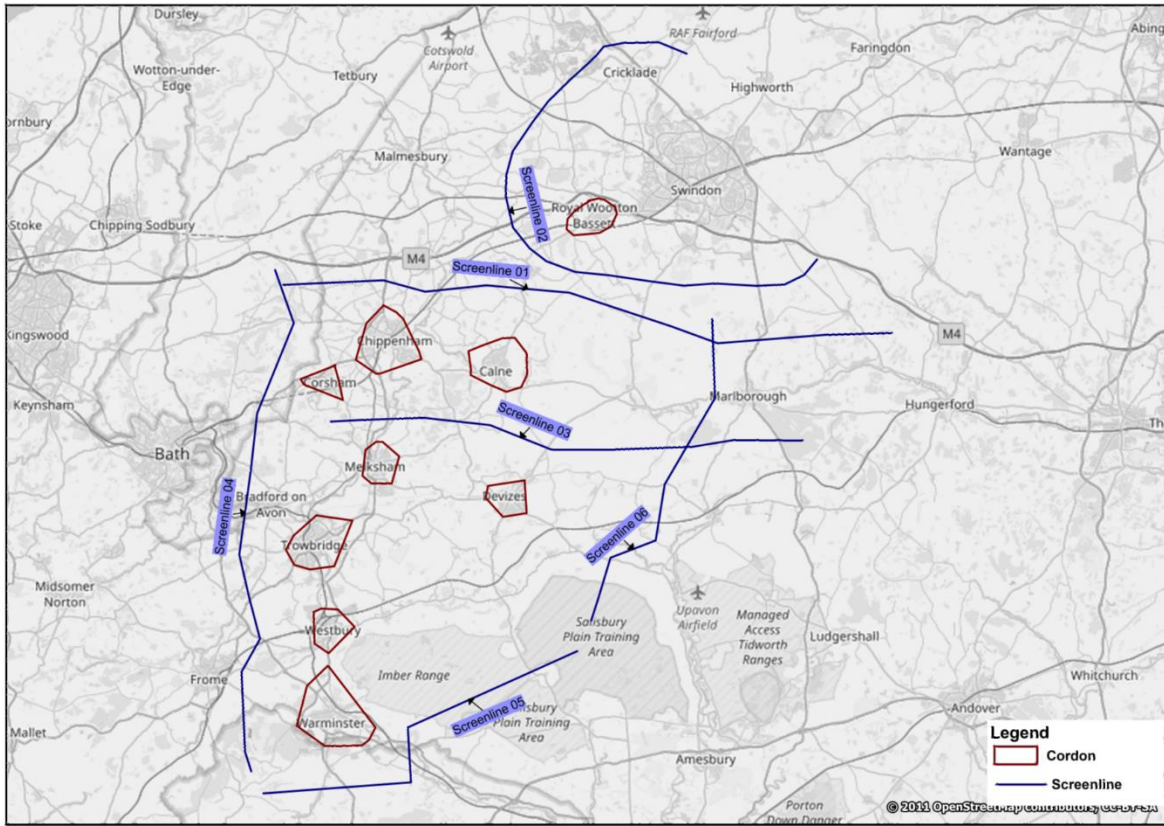 Dursley
RAF Fairford
Abing
Cotswold
Airport
Faringdon
Wotton-under-
Edge
Tetbury
Cricklade
Highworth
ornbury
Malmesbury
Wantage
Swindon
Screenline 02
Royal Wootton
Bassett
Stoke
Chipping Sodbury
M4
Screenline 01
Kingswood
Chippenham
M4
Calne
Corsham
Keynsham
Marlborough
Hungerford
Screenline 03
Th
Bath
Melksham
Bradford on
Avon
Devizes
Screenline 04
Screenline 06
Trowbridge
Midsomer
Norton
Upavon
Airfield
Managed
Access
Tidworth
Ranges
Salisbury
Plain Training
Area
Westbury
Ludgershall
Imber Range
Frome
Whitchurch
Screenline 05
Salisbury
Plain Training
Area
Warminster
Andover
Mallet
Amesbury
Legend
Cordon
Screenline
Porton
Down Danger
© 2011 OpenStreetMap contributors, CC-BY-SA